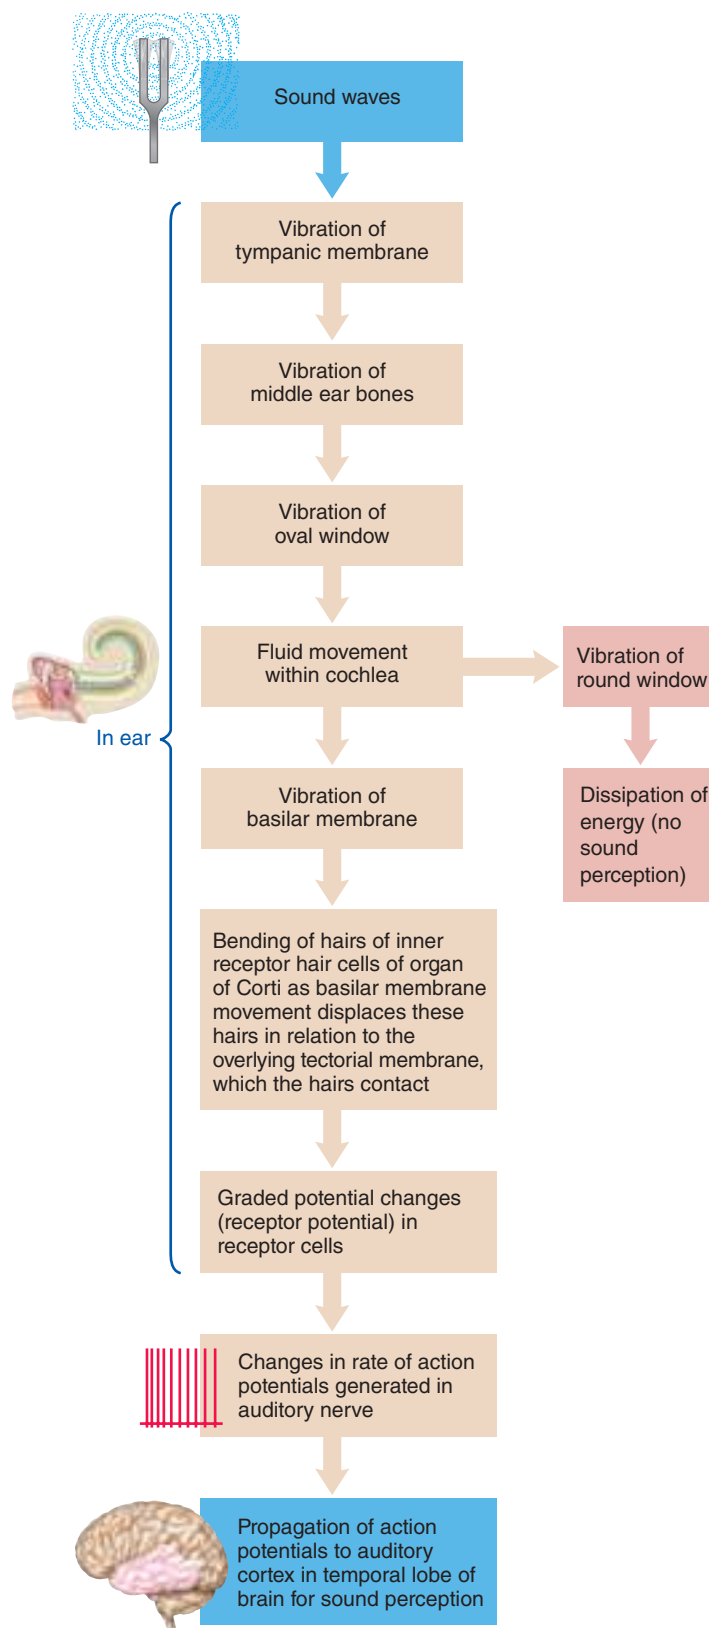 Sound waves
Vibration of
tympanic membrane
Vibration of
middle ear bones
Vibration of
oval window
Fluid movement
within cochlea
Vibration of
round window
In ear
Vibration of
basilar membrane
Dissipation of
energy (no
sound
perception)
Bending of hairs of inner
receptor hair cells of organ
of Corti as basilar membrane
movement displaces these
hairs in relation to the
overlying tectorial membrane,
which the hairs contact
Graded potential changes
(receptor potential) in
receptor cells
Changes in rate of action
potentials generated in
auditory nerve
Propagation of action
potentials to auditory
cortex in temporal lobe of
brain for sound perception